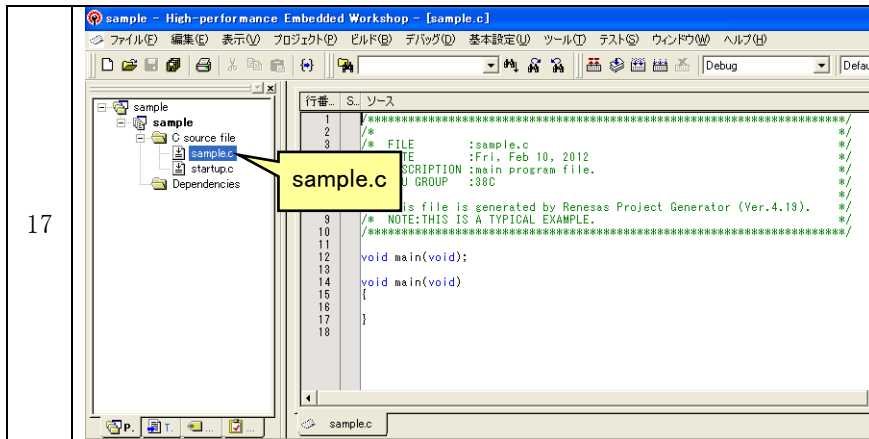 17
sample - High-performance Embedded Workshop - [sample.c]
ファイル(F) 編集(E) 表示(V) プロジェクト(P) ビルド(B) デバッグ(D) 基本設定(U) ツール(T) テスト(S) ウィンドウ(W) ヘルプ(H)
Debug
Defau
sample
sample
C source file
sample.c
startup.c
Dependencies
sample.c
P.
T.
...
...
行番... S... ソース
1 /***********************************************************************/
2 /* */
3 /* FILE :sample.c */
TE :Fri, Feb 10, 2012 */
SCRIPTION :main program file. */
U GROUP :38C */
*/
is file is generated by Renesas Project Generator (Ver.4.19). */
9 /* NOTE:THIS IS A TYPICAL EXAMPLE. */
10 /***********************************************************************/
11
12 void main(void);
13
14 void main(void)
15 {
16
17 }
18
sample.c